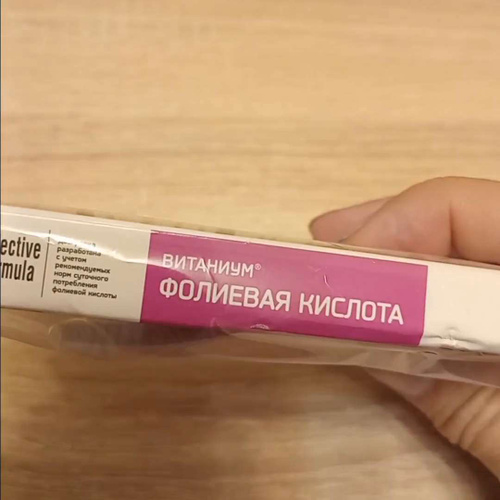 ective
mula
разработана
с учетом
рекомендуемых
норм суточного
потребления
фолиевой кислоты
ВИТАНИУМ®
ФОЛИЕВАЯ КИСЛОТА